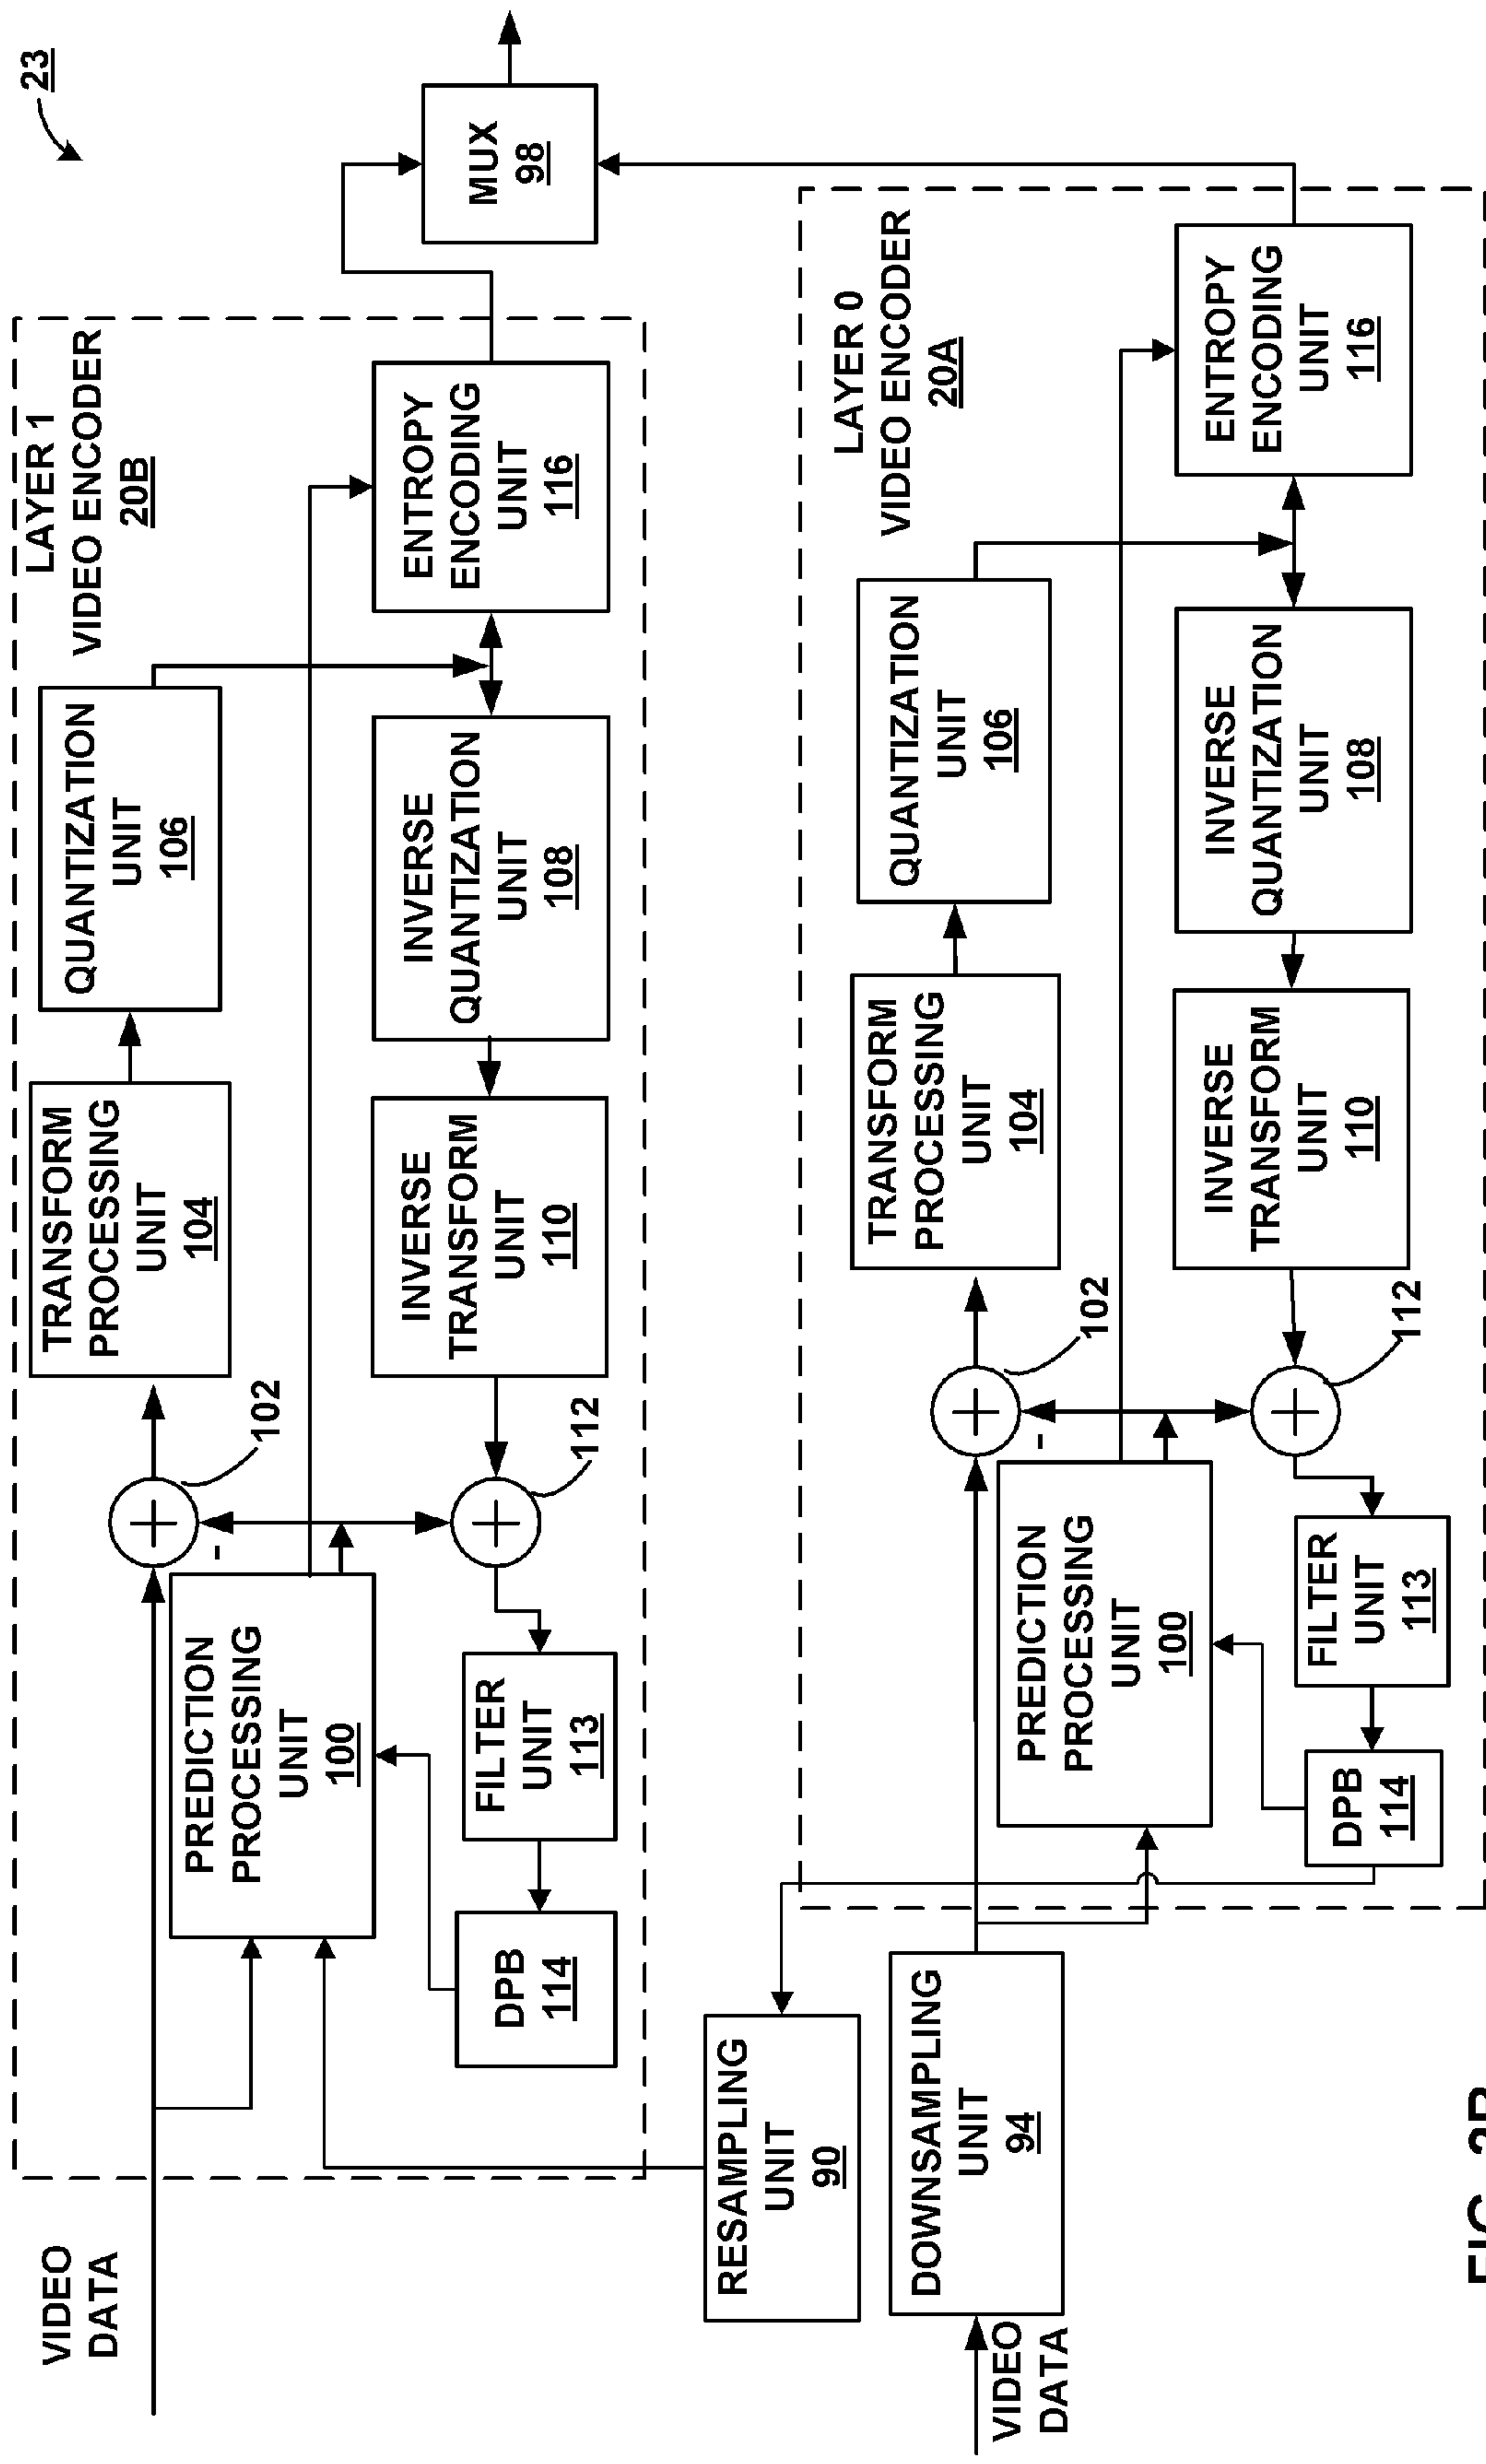 23
LAYER 1
VIDEO ENCODER
20B
VIDEO
DATA
102
TRANSFORM
PROCESSING
UNIT
104
QUANTIZATION
UNIT
106
PREDICTION
PROCESSING
UNIT
100
112
INVERSE
TRANSFORM
UNIT
110
INVERSE
QUANTIZATION
UNIT
108
ENTROPY
ENCODING
UNIT
116
MUX
98
FILTER
UNIT
113
DPB
114
-
RESAMPLING
UNIT
90
LAYER 0
VIDEO ENCODER
20A
DOWNSAMPLING
UNIT
94
VIDEO
DATA
102
TRANSFORM
PROCESSING
UNIT
104
QUANTIZATION
UNIT
106
-
PREDICTION
PROCESSING
UNIT
100
112
INVERSE
TRANSFORM
UNIT
110
INVERSE
QUANTIZATION
UNIT
108
ENTROPY
ENCODING
UNIT
116
FILTER
UNIT
113
DPB
114